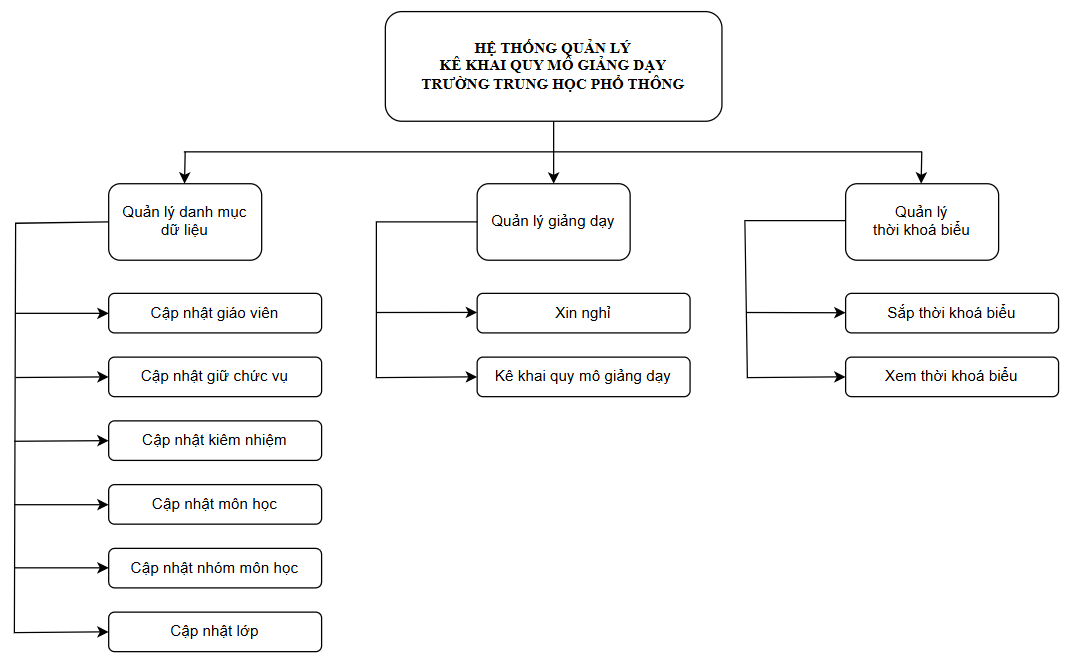 HỆ THỐNG QUẢN LÝ
KÊ KHAI QUY MÔ GIẢNG DẠY
TRƯỜNG TRUNG HỌC PHỔ THÔNG
Quản lý danh mục
dữ liệu
Cập nhật giáo viên
Cập nhật giữ chức vụ
Cập nhật kiêm nhiệm
Cập nhật môn học
Cập nhật nhóm môn học
Cập nhật lớp
Quản lý giảng dạy
Xin nghỉ
Kê khai quy mô giảng dạy
Quản lý
thời khoá biểu
Sắp thời khoá biểu
Xem thời khoá biểu